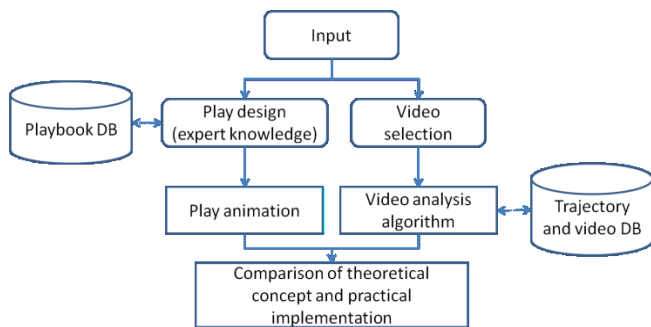 Input
Playbook DB
Play design
(expert knowledge)
Video
selection
Play animation
Video analysis
algorithm
Trajectory
and video DB
Comparison of theoretical
concept and practical
implementation